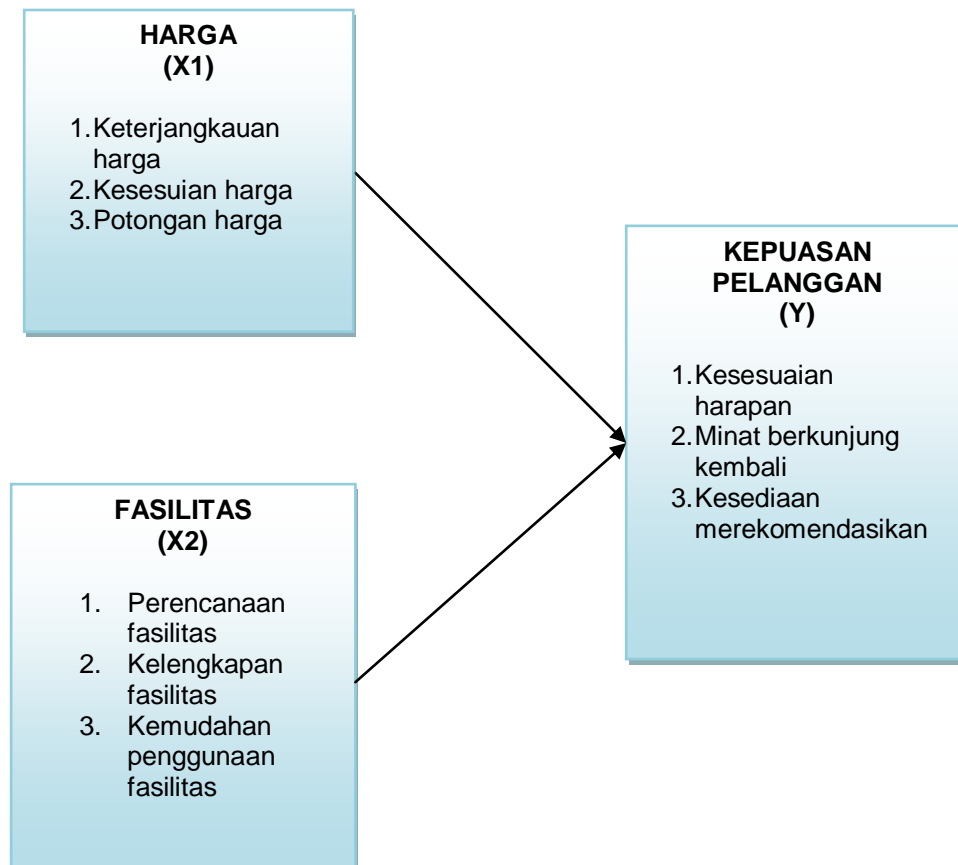 HARGA
(X1)
1.Keterjangkauan
harga
2.Kesesuian harga
3.Potongan harga
KEPUASAN
PELANGGAN
(Y)
1.Kesesuaian
harapan
2.Minat berkunjung
kembali
3.Kesediaan
merekomendasikan
FASILITAS
(X2)
1. Perencanaan
fasilitas
2. Kelengkapan
fasilitas
3. Kemudahan
penggunaan
fasilitas